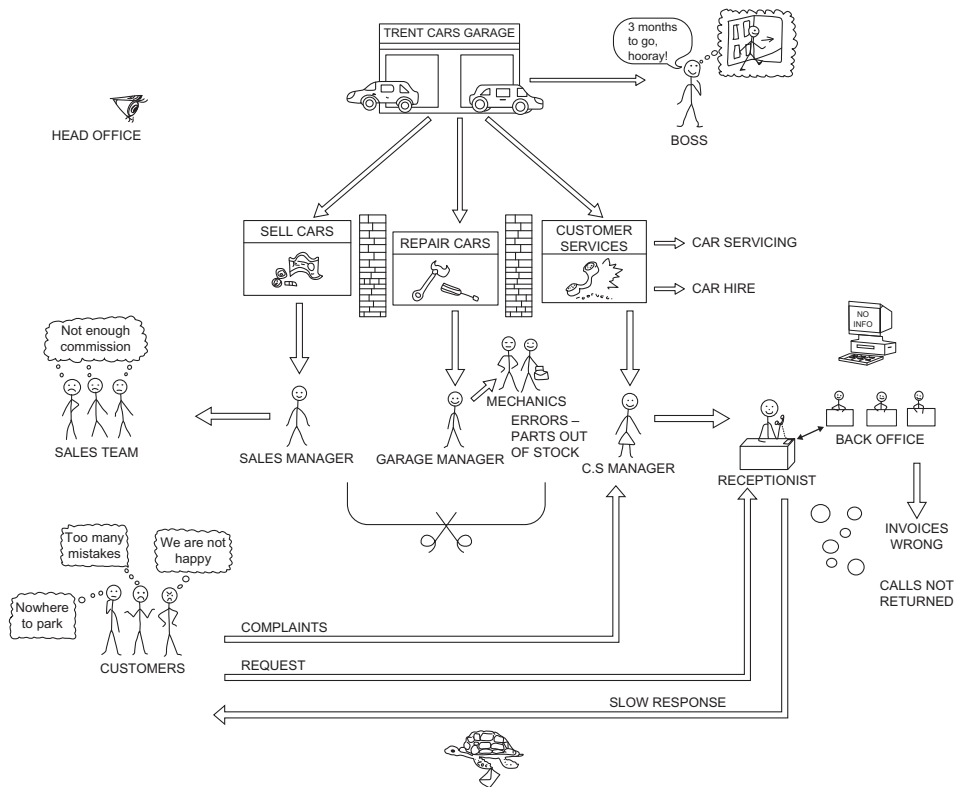 TRENT CARS GARAGE
3 months
to go,
hooray!
BOSS
HEAD OFFICE
SELL CARS
REPAIR CARS
CUSTOMER
SERVICES
CAR SERVICING
CAR HIRE
NO
INFO
Not enough
commission
SALES TEAM
SALES MANAGER
GARAGE MANAGER
MECHANICS
ERRORS –
PARTS OUT
OF STOCK
C.S MANAGER
RECEPTIONIST
BACK OFFICE
INVOICES
WRONG
CALLS NOT
RETURNED
Too many
mistakes
We are not
happy
Nowhere
to park
CUSTOMERS
COMPLAINTS
REQUEST
SLOW RESPONSE